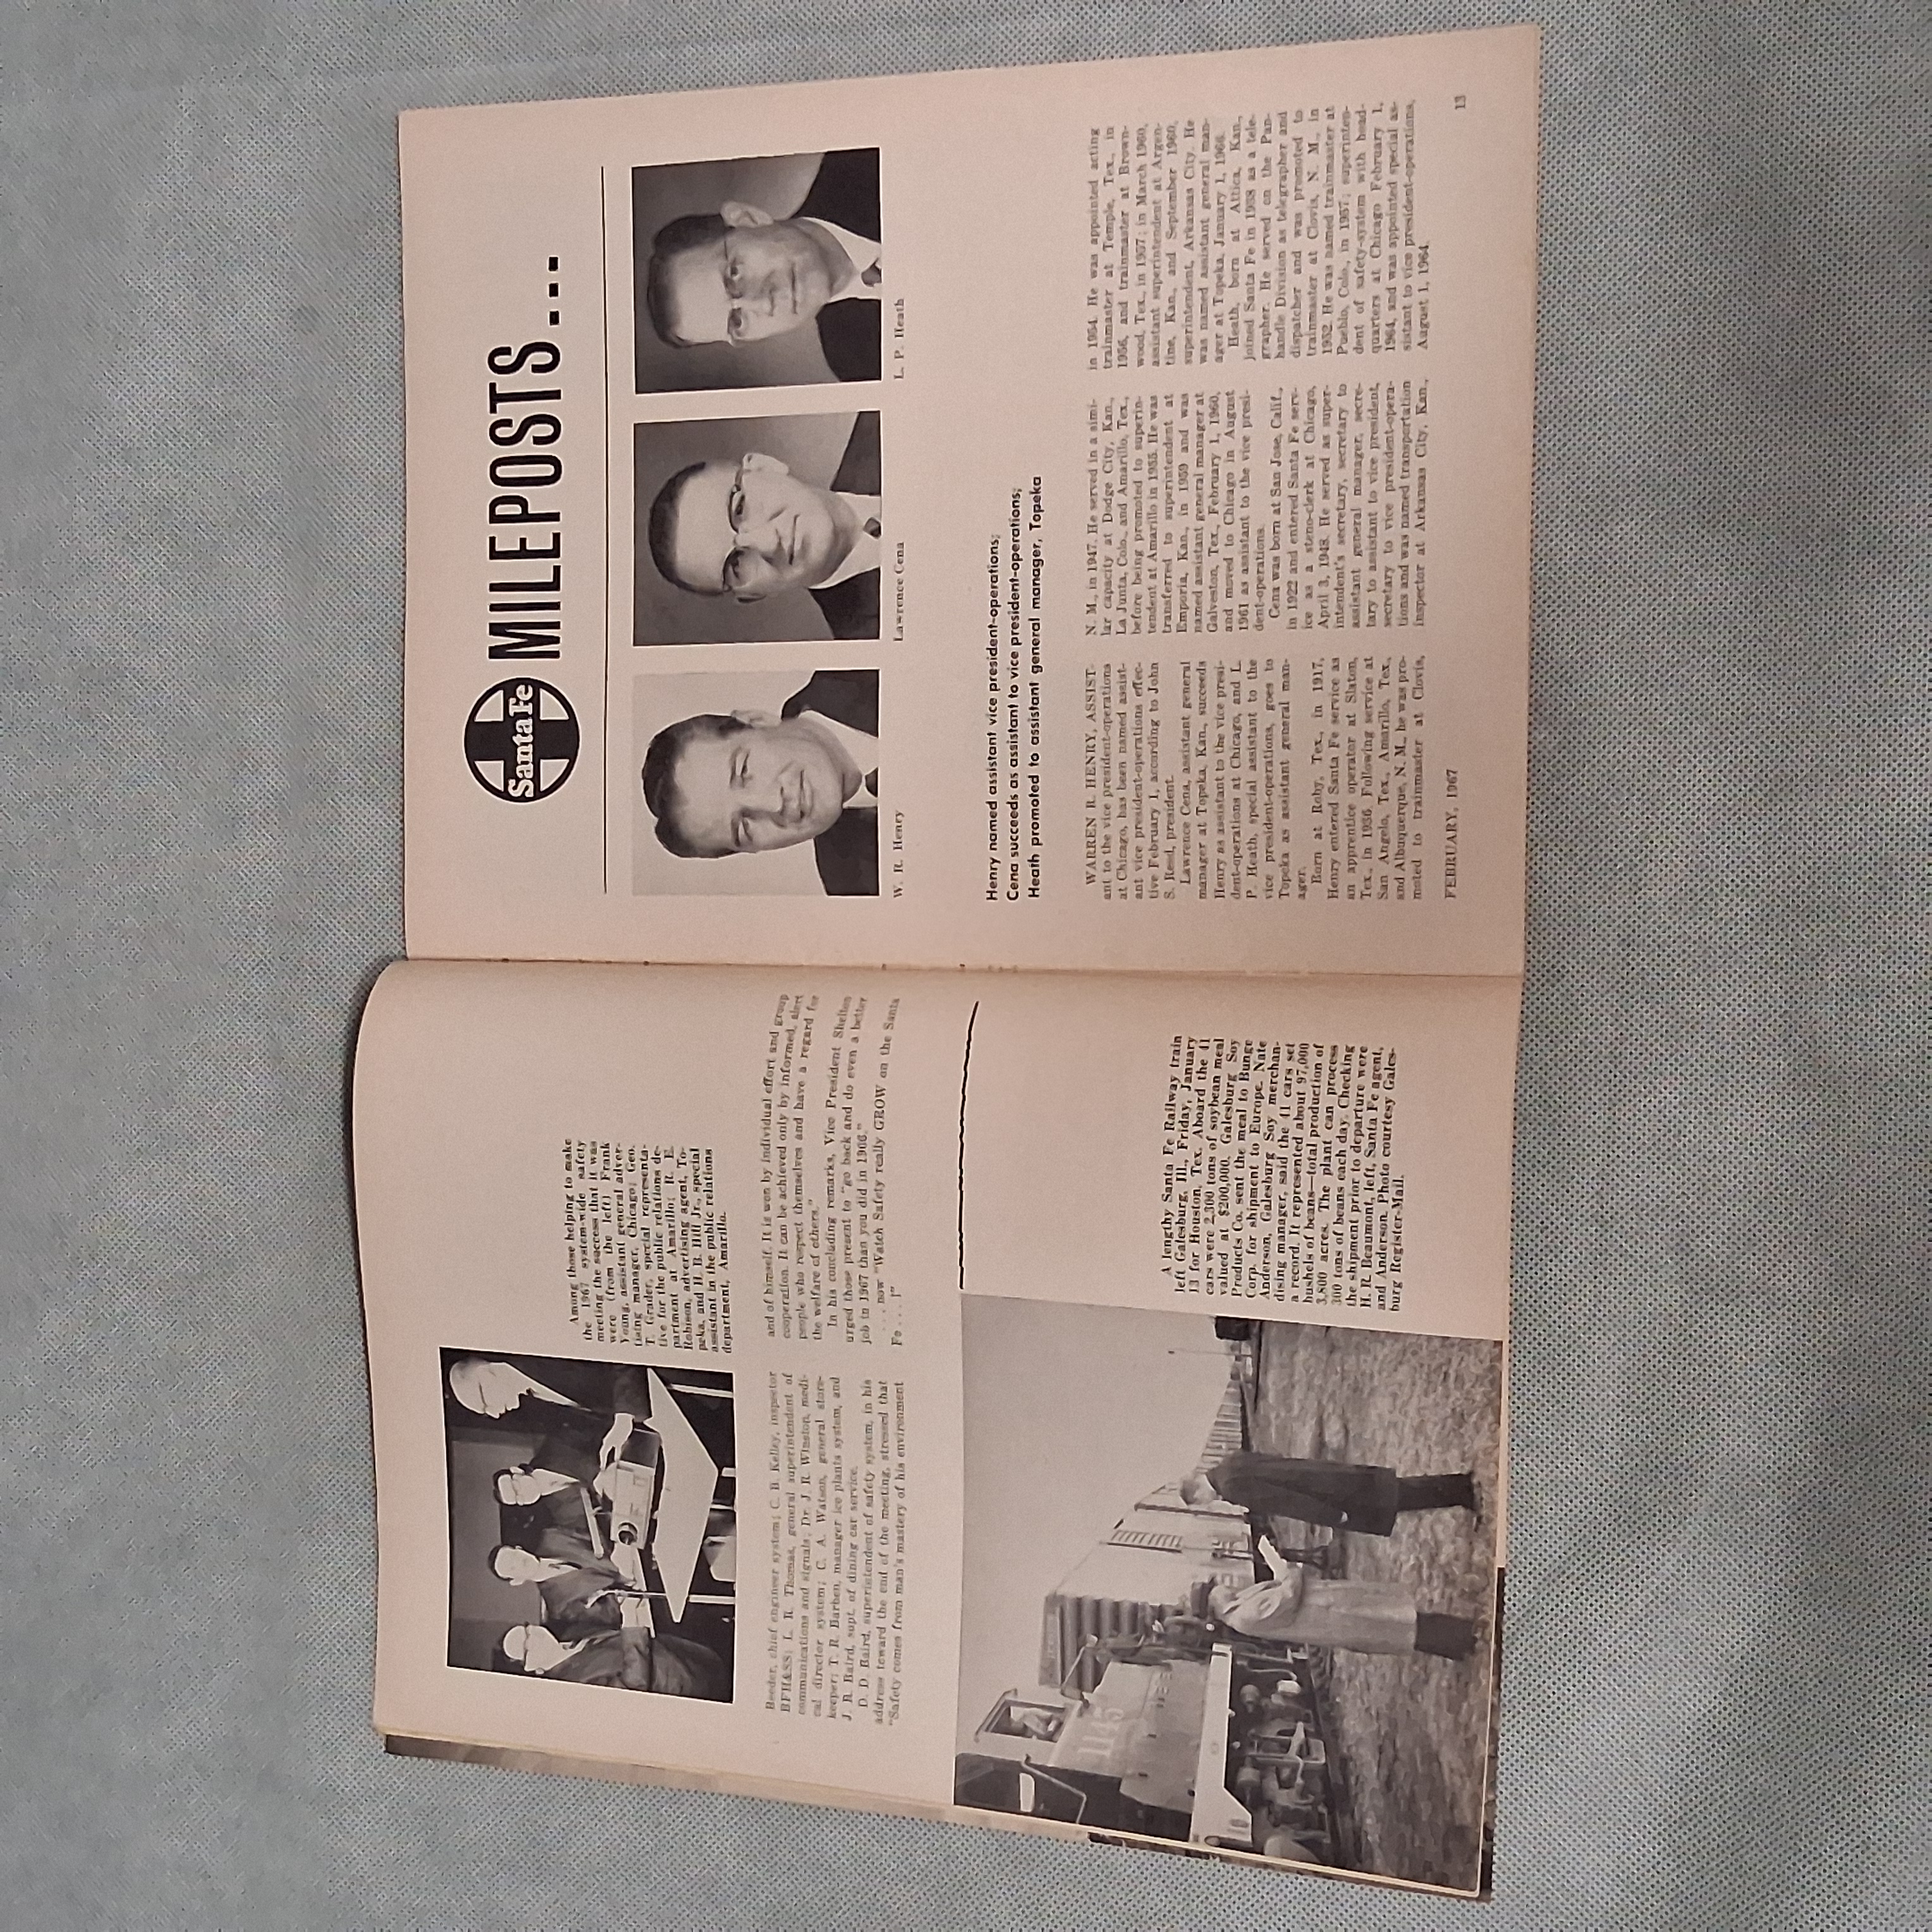 Among those helping to make
the 1967 system-wide safety
meeting the success that it was
were (from the left) Frank
Young, assistant general adver-
tising manager, Chicago; Geo.
T. Grader, special representa-
tive for the public relations de-
partment at Amarillo; R. E.
Robison, advertising agent, To-
peka, and H. B. Hill Jr., special
assistant in the public relations
department, Amarillo.
Beeder, chief engineer system; C. B. Kelley, inspector
BFH&SS; L. R. Thomas, general superintendent of
communications and signals; Dr. J. R. Winston, medi-
cal director system; C. A. Watson, general store-
keeper; T. R. Harben, manager ice plants system, and
J. R. Baird, supt. of dining car service.
D. D. Baird, superintendent of safety system, in his
address toward the end of the meeting, stressed that
"Safety comes from man's mastery of his environment
and of himself. It is won by individual effort and group
cooperation. It can be achieved only by informed, alert
people who respect themselves and have a regard for
the welfare of others."
In his concluding remarks, Vice President Shelton
urged those present to "go back and do even a better
job in 1967 than you did in 1966."
. . . now "Watch Safety really GROW on the Santa
Fe . . . !"
1145
A lengthy Santa Fe Railway train
left Galesburg, Ill., Friday, January
13 for Houston, Tex. Aboard the 41
cars were 2,300 tons of soybean meal
valued at $200,000. Galesburg Soy
Products Co. sent the meal to Bunge
Corp. for shipment to Europe. Nate
Anderson, Galesburg Soy merchan-
dising manager, said the 41 cars set
a record. It represented about 97,000
bushels of beans—total production of
3,800 acres. The plant can process
300 tons of beans each day. Checking
the shipment prior to departure were
H. R. Beaumont, left, Santa Fe agent,
and Anderson. Photo courtesy Gales-
burg Register-Mail.
Santa Fe
MILEPOSTS...
W. R. Henry
Lawrence Cena
L. P. Heath
Henry named assistant vice president-operations;
Cena succeeds as assistant to vice president-operations;
Heath promoted to assistant general manager, Topeka
WARREN R. HENRY, ASSIST-
ant to the vice president-operations
at Chicago, has been named assist-
ant vice president-operations effec-
tive February 1, according to John
S. Reed, president.
Lawrence Cena, assistant general
manager at Topeka, Kan., succeeds
Henry as assistant to the vice presi-
dent-operations at Chicago, and L.
P. Heath, special assistant to the
vice president-operations, goes to
Topeka as assistant general man-
ager.
Born at Roby, Tex., in 1917,
Henry entered Santa Fe service as
an apprentice operator at Slaton,
Tex., in 1936. Following service at
San Angelo, Tex., Amarillo, Tex.,
and Albuquerque, N. M., he was pro-
moted to trainmaster at Clovis,
N. M., in 1947. He served in a simi-
lar capacity at Dodge City, Kan.,
La Junta, Colo., and Amarillo, Tex.,
before being promoted to superin-
tendent at Amarillo in 1955. He was
transferred to superintendent at
Emporia, Kan., in 1959 and was
named assistant general manager at
Galveston, Tex., February 1, 1960,
and moved to Chicago in August
1961 as assistant to the vice presi-
dent-operations.
Cena was born at San Jose, Calif.,
in 1922 and entered Santa Fe serv-
ice as a steno-clerk at Chicago,
April 3, 1948. He served as super-
intendent's secretary, secretary to
assistant general manager, secre-
tary to assistant to vice president,
secretary to vice president-opera-
tions and was named transportation
inspector at Arkansas City, Kan.,
in 1954. He was appointed acting
trainmaster at Temple, Tex., in
1956, and trainmaster at Brown-
wood, Tex., in 1957; in March 1960,
assistant superintendent at Argen-
tine, Kan., and September 1960,
superintendent, Arkansas City. He
was named assistant general man-
ager at Topeka, January 1, 1966.
Heath, born at Attica, Kan.,
joined Santa Fe in 1938 as a tele-
grapher. He served on the Pan-
handle Division as telegrapher and
dispatcher and was promoted to
trainmaster at Clovis, N. M., in
1952. He was named trainmaster at
Pueblo, Colo., in 1957; superinten-
dent of safety-system with head-
quarters at Chicago February 1,
1964, and was appointed special as-
sistant to vice president-operations,
August 1, 1964.
FEBRUARY, 1967
13